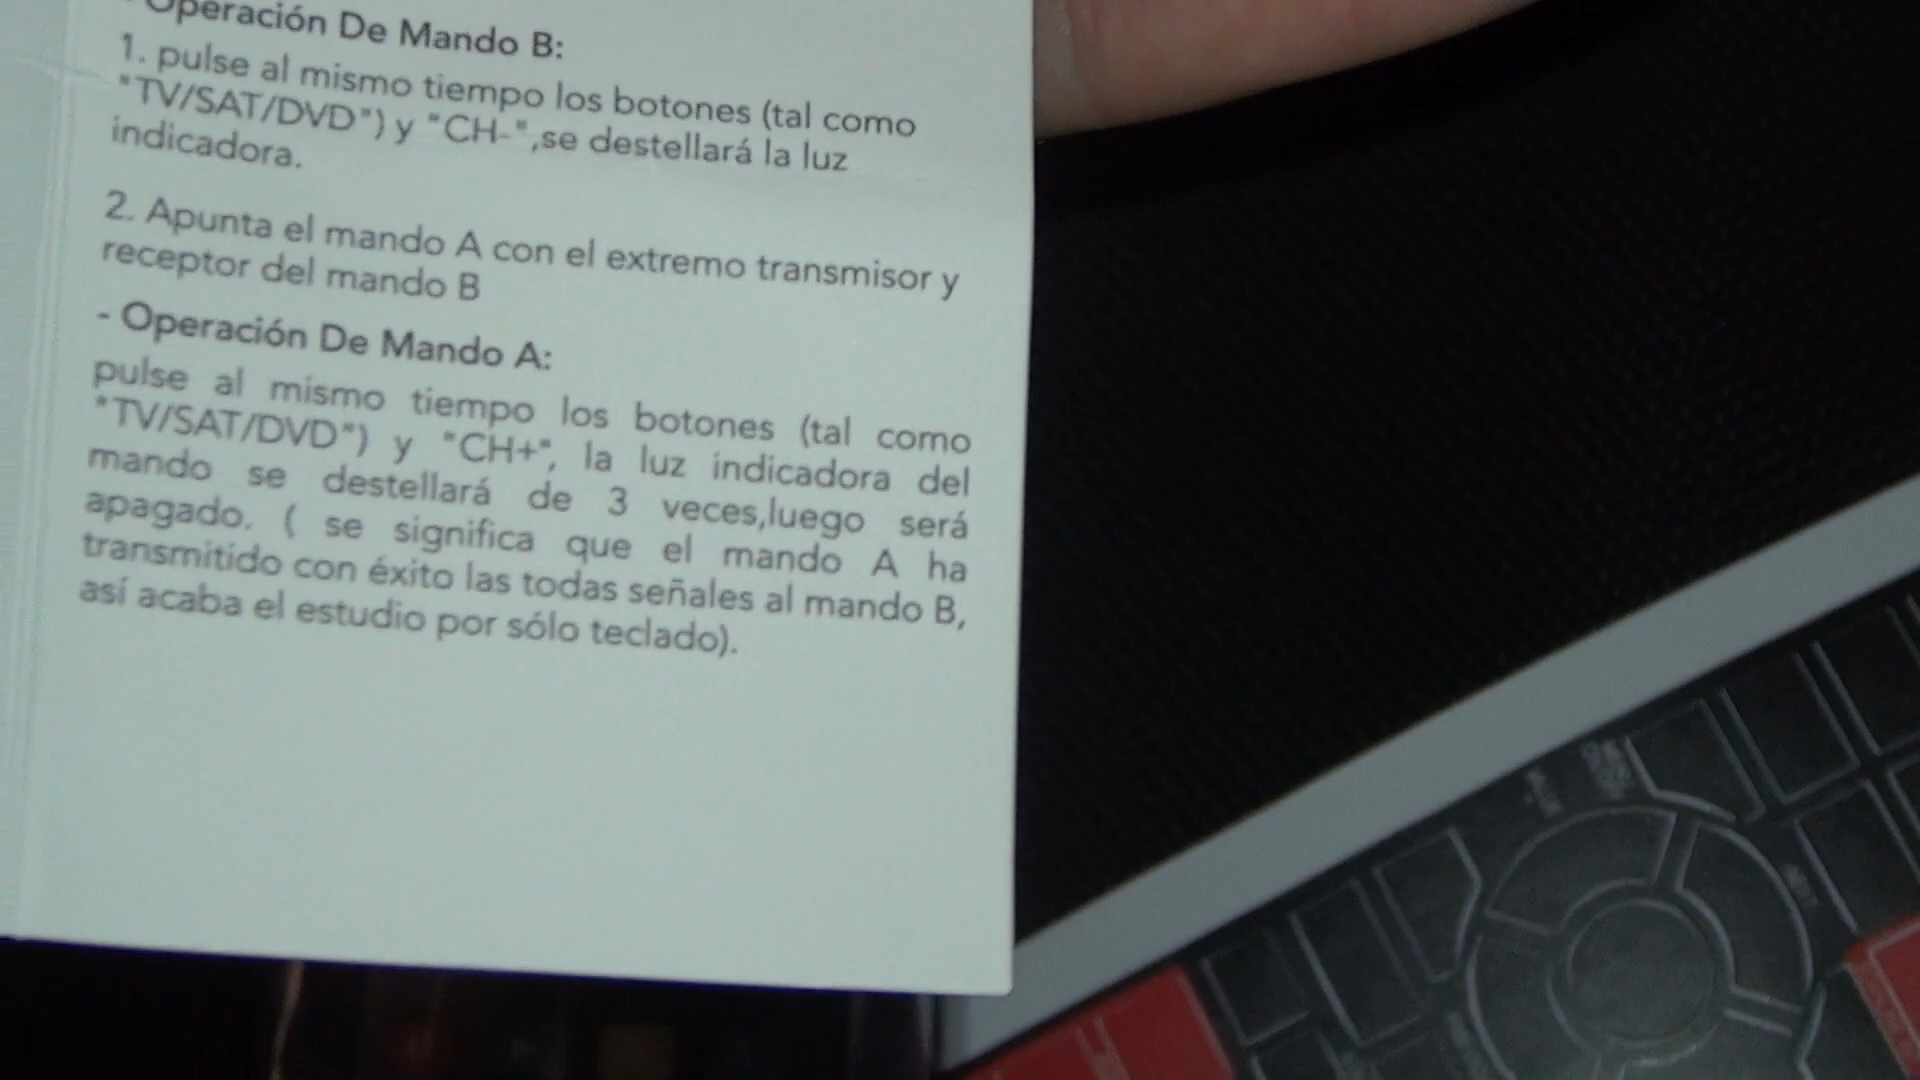 Operación De Mando B:
1. pulse al mismo tiempo los botones (tal como
"TV/SAT/DVD") y "CH-",se destellará la luz
indicadora.
2. Apunta el mando A con el extremo transmisor y
receptor del mando B
- Operación De Mando A:
pulse al mismo tiempo los botones (tal como
"TV/SAT/DVD") y "CH+", la luz indicadora del
mando se destellará de 3 veces,luego será
apagado. ( se significa que el mando A ha
transmitido con éxito las todas señales al mando B,
así acaba el estudio por sólo teclado).